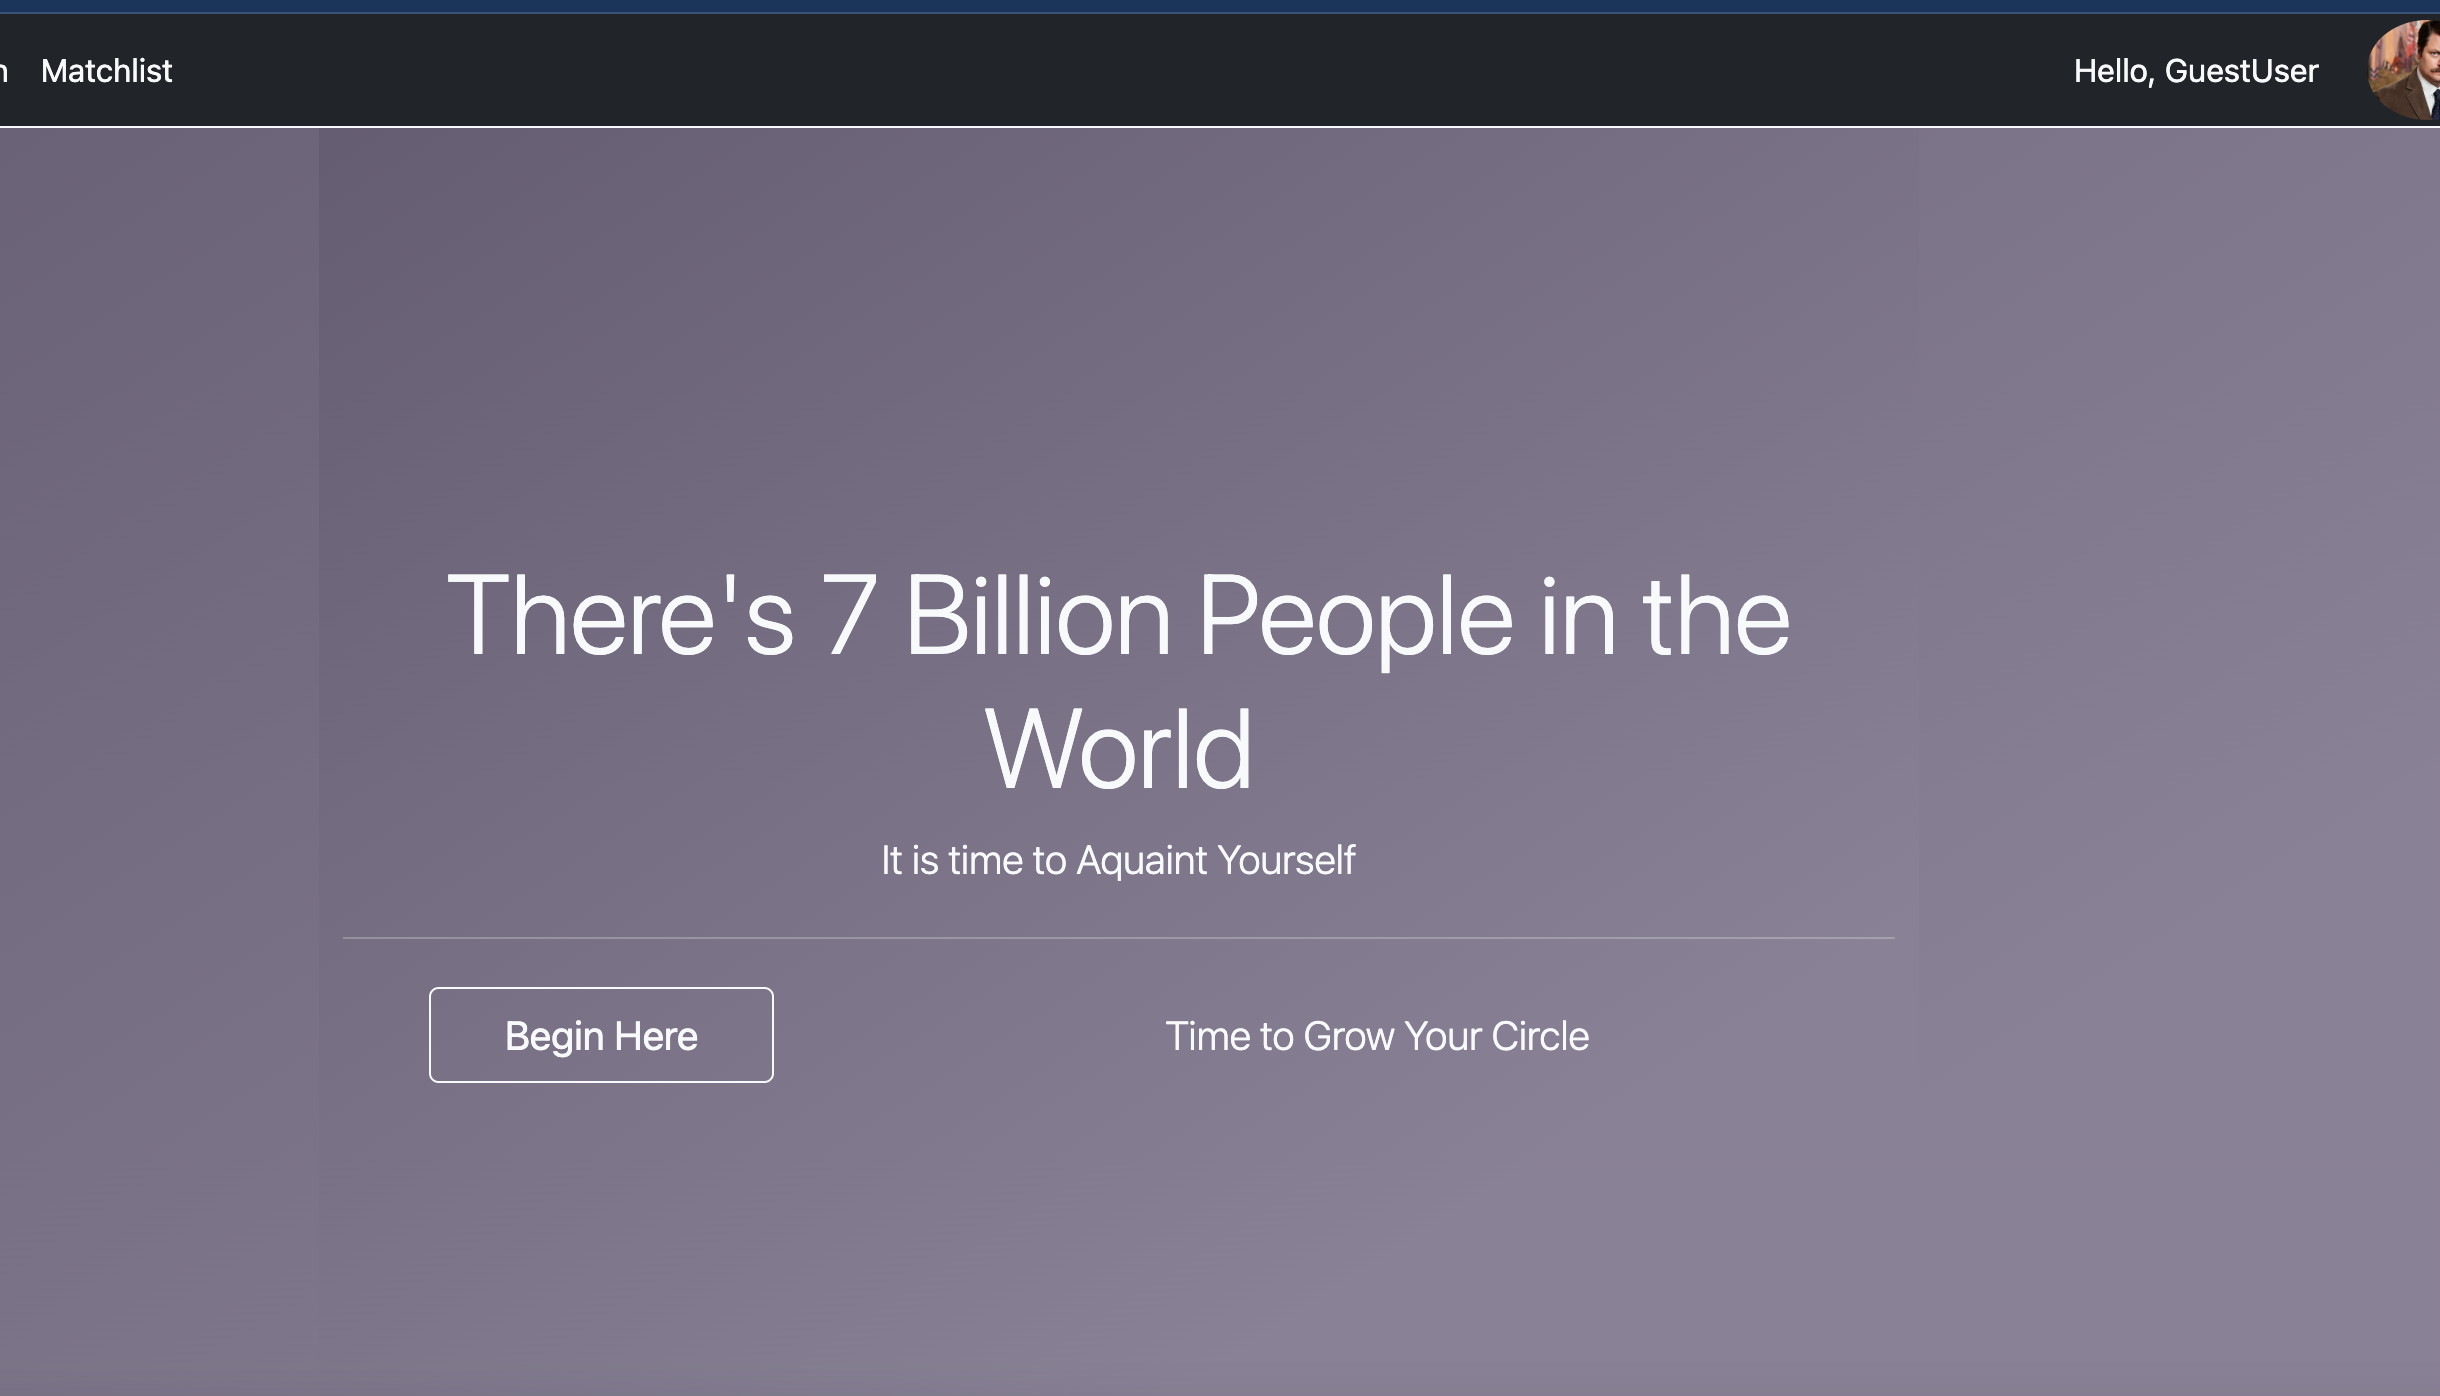 Matchlist
Hello, GuestUser
There's 7 Billion People in the
World
It is time to Aquaint Yourself
Begin Here
Time to Grow Your Circle